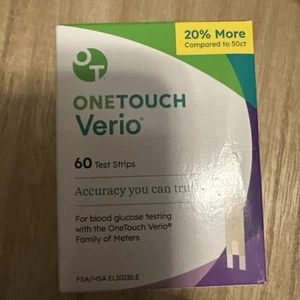 20% More
Compared to 50ct
OT
ONETOUCH
Verio®
60 Test Strips
Accuracy you can trust
For blood glucose testing
with the OneTouch Verio®
Family of Meters
FSA/HSA ELIGIBLE